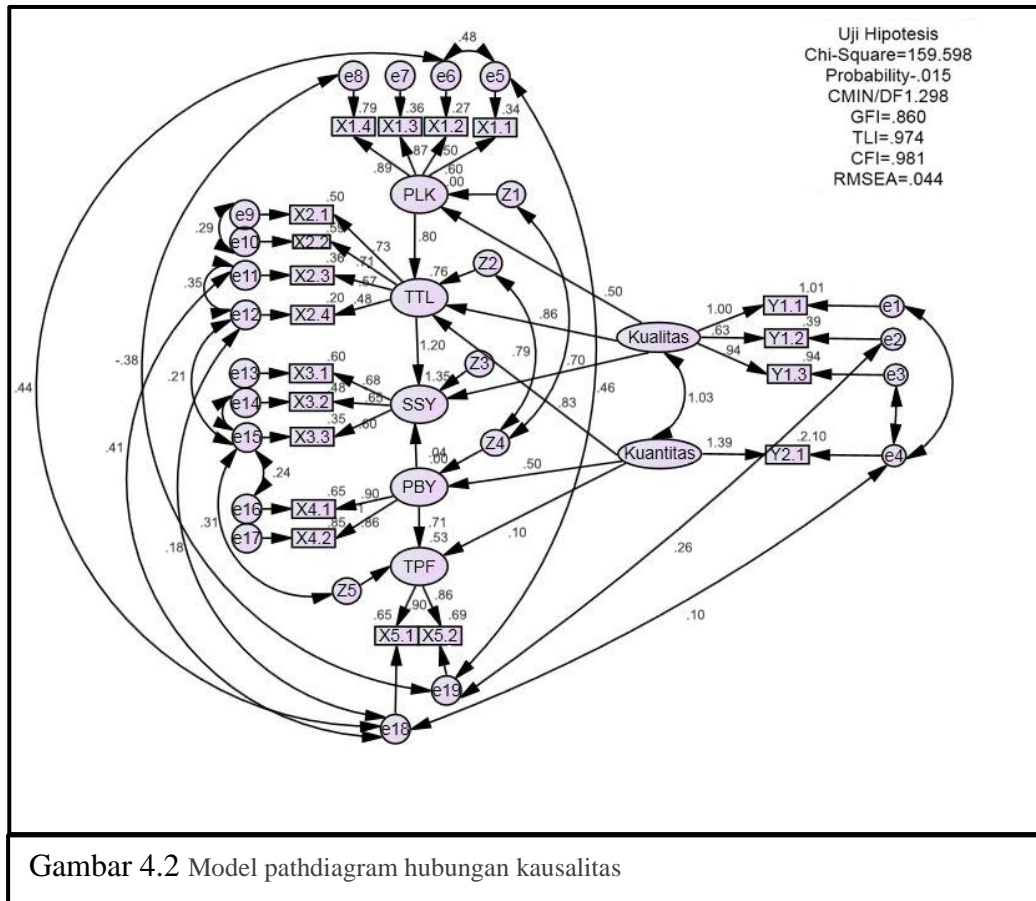 Uji Hipotesis
Chi-Square=159.598
Probability-.015
CMIN/DF1.298
GFI=.860
TLI=.974
CFI=.981
RMSEA=.044
.48
e8 e7 e6 e5
.79 .36 .27 .34
X1.4 X1.3 X1.2 X1.1
.89 .87 .50 .60
.00
PLK Z1
.50
e9 X2.1
.29 .59
e10 X2.2 .73
.36 .71 .80
e11 X2.3 .57 .76 Z2
.35 .20 .48 TTL
e12 X2.4
.50 1.01
1.00 Y1.1 e1
.86 Kualitas .63 .39
Y1.2 e2
.94 .94
Y1.3 e3
1.20 .79 .70
.60 Z3
e13 X3.1 .68 1.35
.21 .48 .65
e14 X3.2 SSY
.35 .60
e15 X3.3
.44 -.38 .46
.83 1.03
.41
Z4 Kuantitas 1.39 .2.10
Y2.1 e4
.04
.00
.24 PBY .50
.65 .90
e16 X4.1
.31 .85 .86
e17 X4.2
.71
.53 .10
.18 TPF .26
Z5
.90 .86
.65 .69 .10
X5.1 X5.2
e19
e18
Gambar 4.2 Model pathdiagram hubungan kausalitas